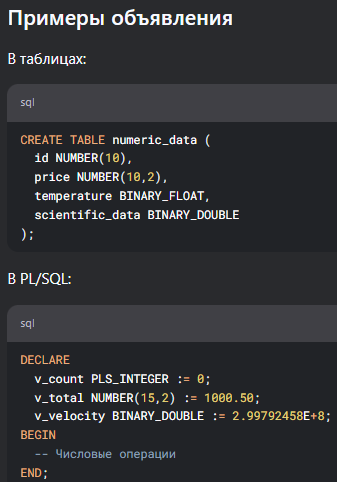 Примеры объявления
В таблицах:
sql
CREATE TABLE numeric_data (
  id NUMBER(10),
  price NUMBER(10,2),
  temperature BINARY_FLOAT,
  scientific_data BINARY_DOUBLE
);
В PL/SQL:
sql
DECLARE
  v_count PLS_INTEGER := 0;
  v_total NUMBER(15,2) := 1000.50;
  v_velocity BINARY_DOUBLE := 2.99792458E+8;
BEGIN
  -- Числовые операции
END;